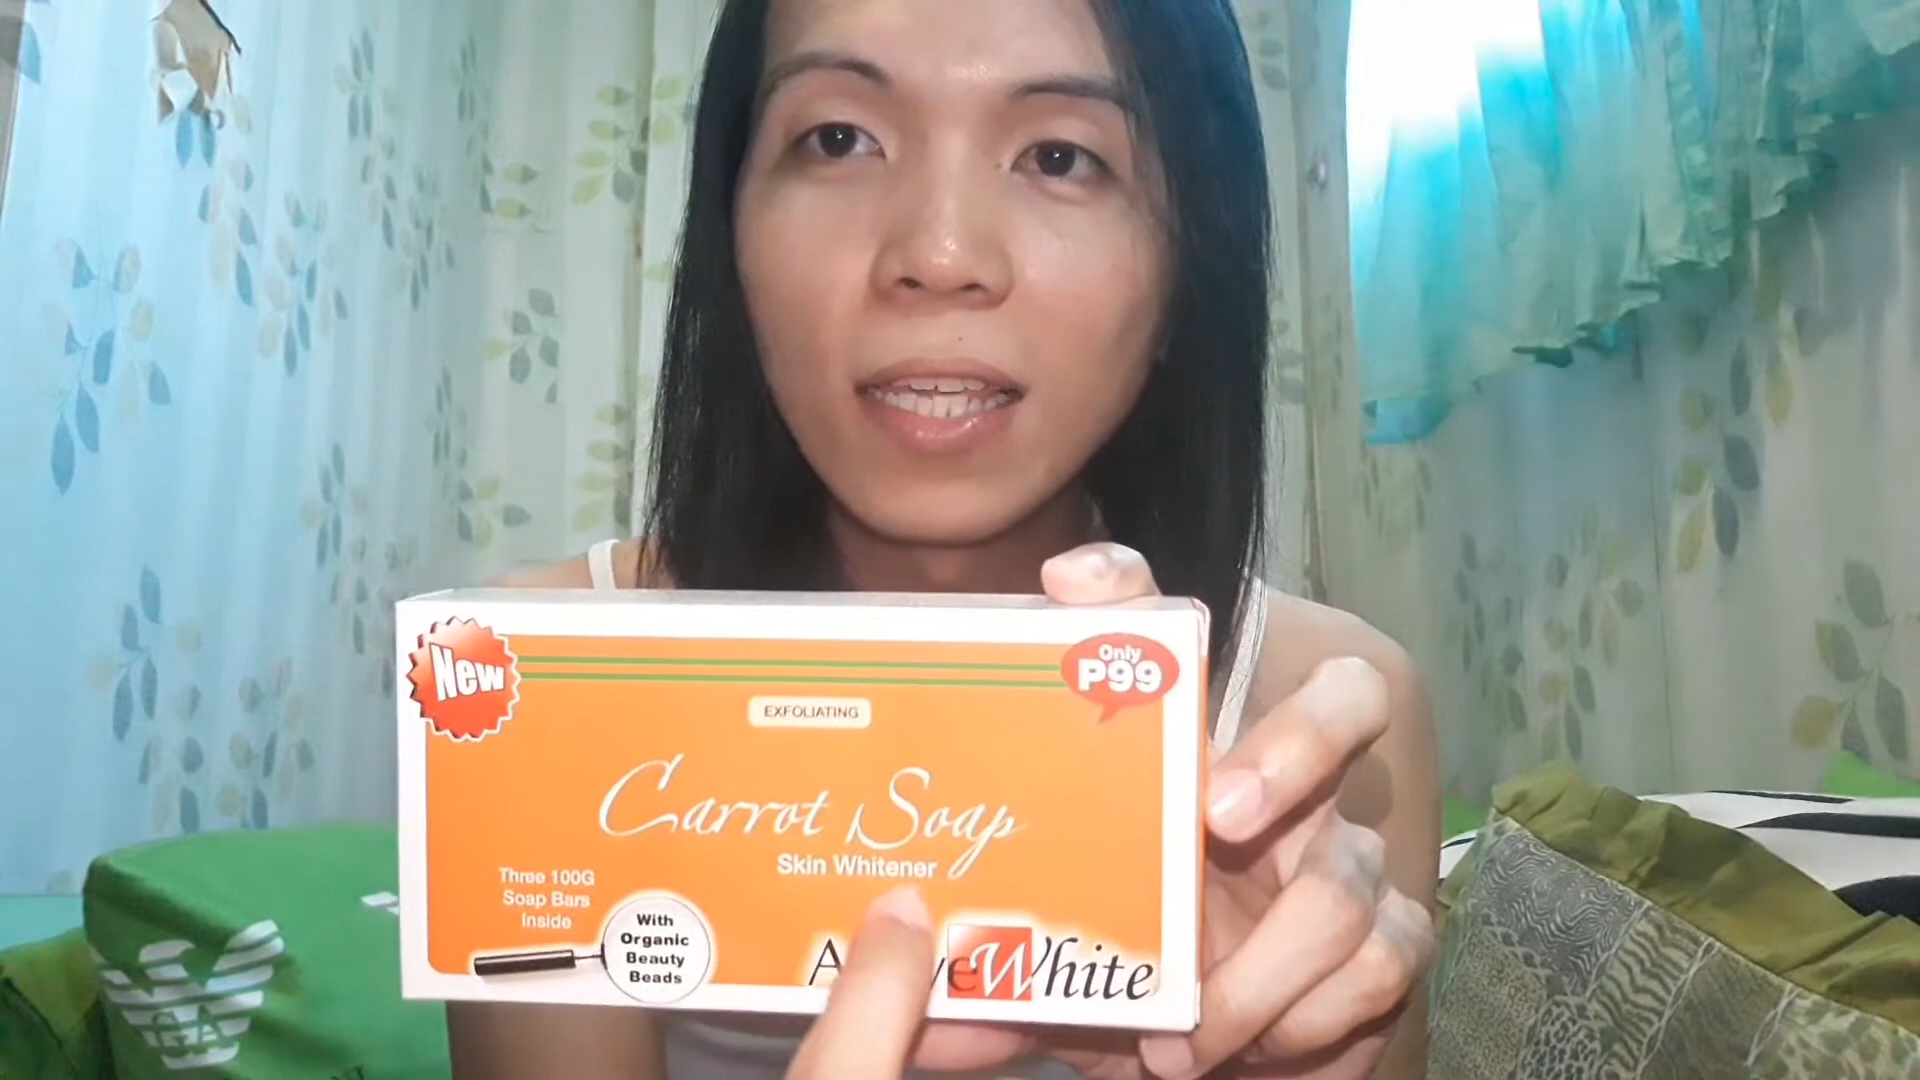 New
Only
P99
EXFOLIATING
Carrot Soap
Skin Whitener
Three 100G
Soap Bars
Inside
With
Organic
Beauty
Beads
White